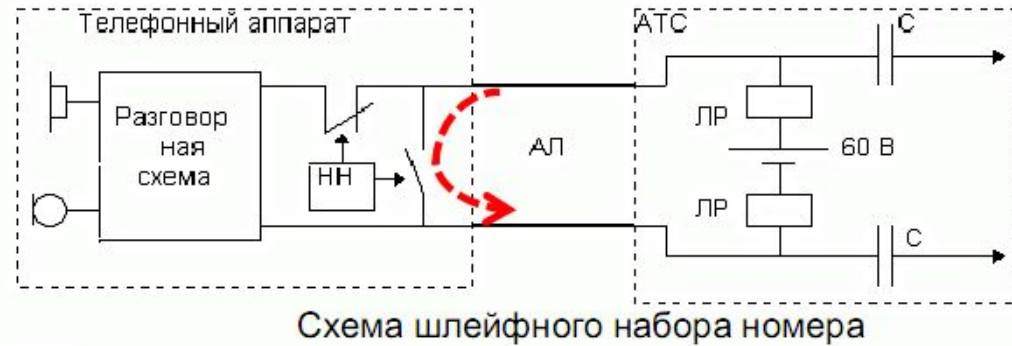 Телефонный аппарат
АТС
С
Разговор
ная
схема
НН
АЛ
ЛР
60 В
ЛР
С
Схема шлейфного набора номера